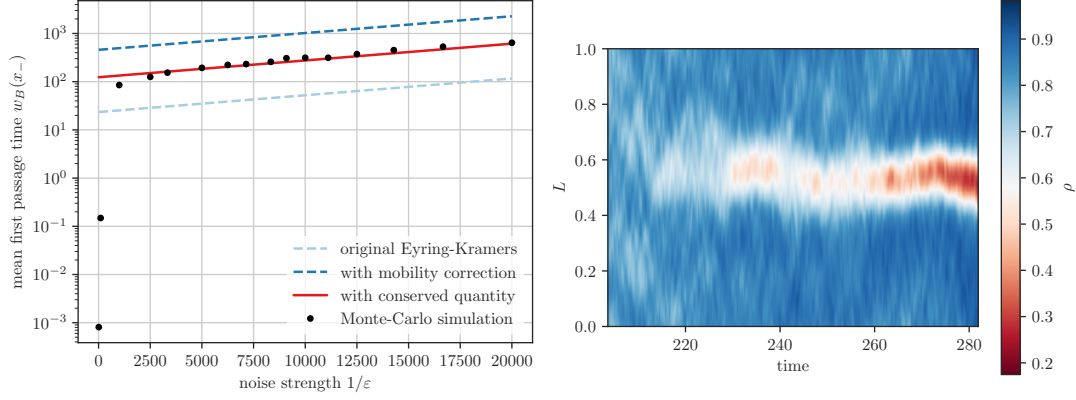 mean first passage time w_B(x_−)
10^3
10^2
10^1
10^0
10^−1
10^−2
10^−3
original Eyring-Kramers
with mobility correction
with conserved quantity
Monte-Carlo simulation
0 2500 5000 7500 10000 12500 15000 17500 20000
noise strength 1/ε
L
1.0
0.8
0.6
0.4
0.2
0.0
220 240 260 280
time
0.9
0.8
0.7
0.6
0.5
0.4
0.3
0.2
ρ